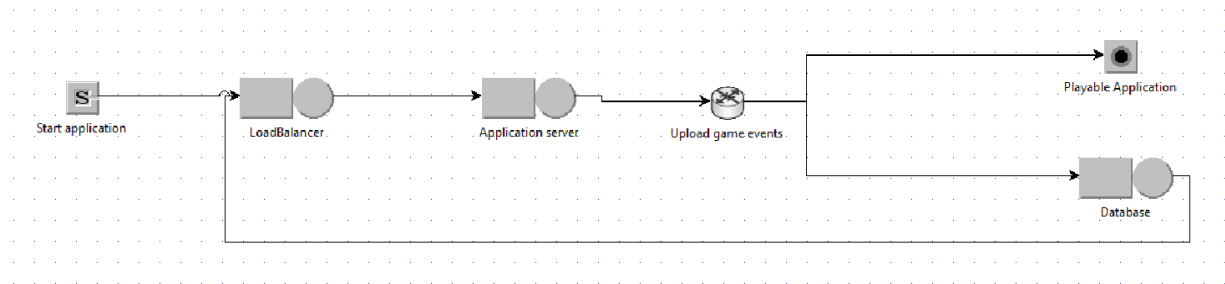 S
Start application
LoadBalancer
Application server
Upload game events
Playable Application
Database